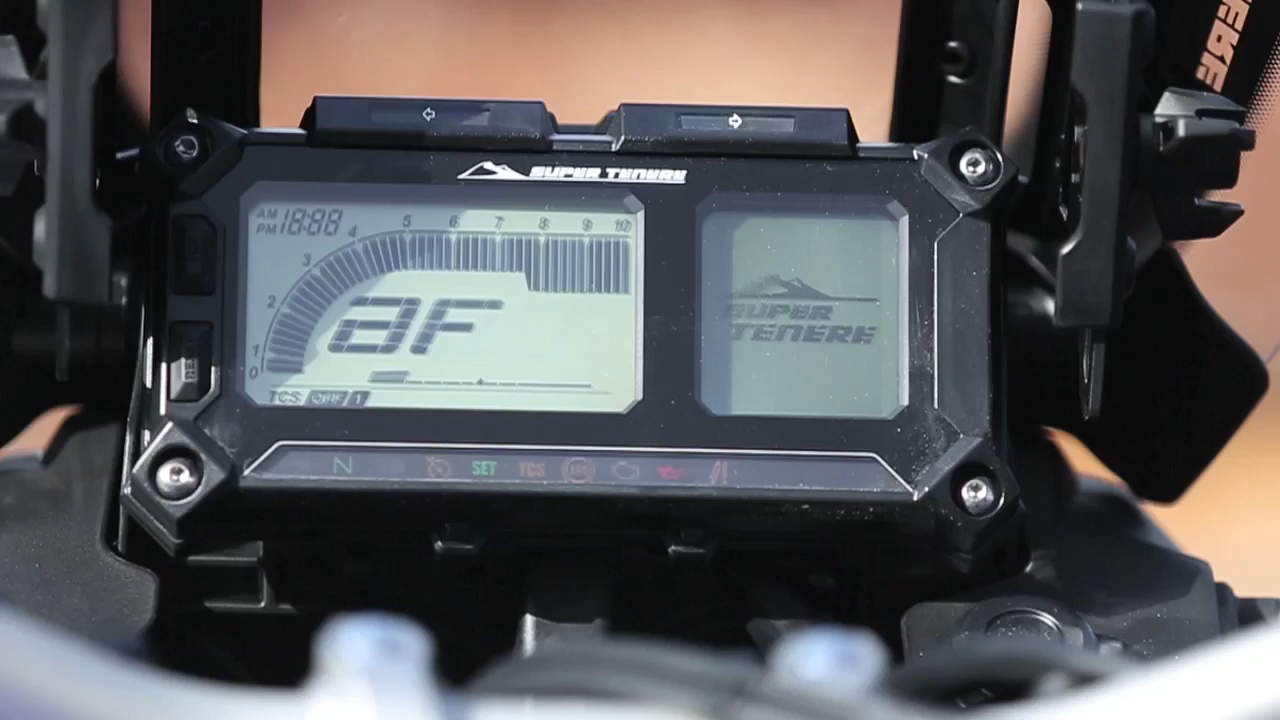 SUPER TENERE
AM
PM 18:88
0 1 2 3 4 5 6 7 8 9 10
TCS OFF 1
SUPER
TENERE
N SET TCS ABS